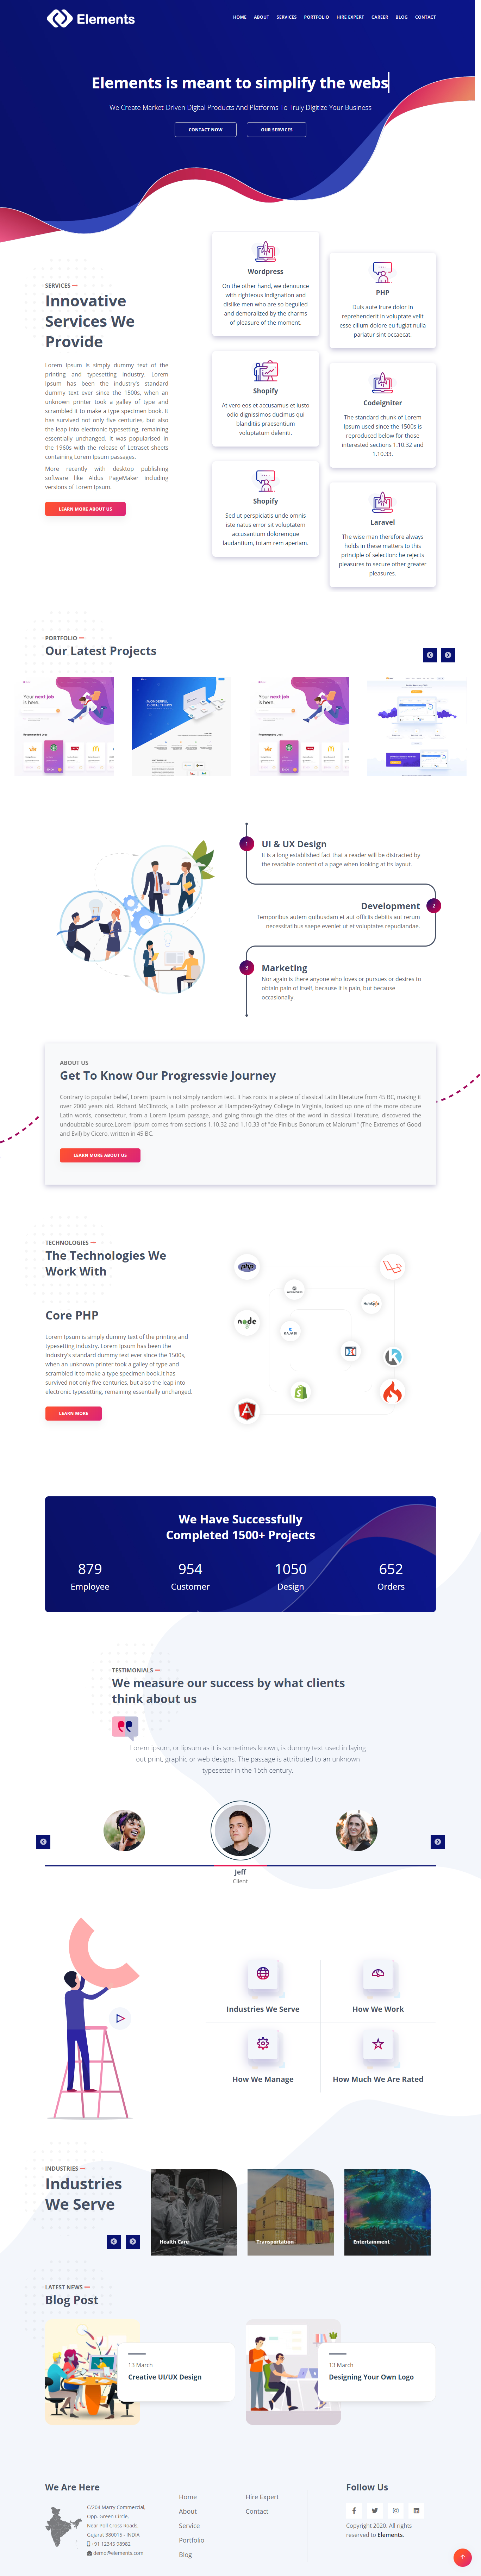 Elements
HOME ABOUT SERVICES PORTFOLIO HIRE EXPERT CAREER BLOG CONTACT
Elements is meant to simplify the webs
We Create Market-Driven Digital Products And Platforms To Truly Digitize Your Business
CONTACT NOW
OUR SERVICES
SERVICES
Innovative
Services We
Provide
Lorem Ipsum is simply dummy text of the
printing and typesetting industry. Lorem
Ipsum has been the industry's standard
dummy text ever since the 1500s, when an
unknown printer took a galley of type and
scrambled it to make a type specimen book. It
has survived not only five centuries, but also
the leap into electronic typesetting, remaining
essentially unchanged. It was popularised in
the 1960s with the release of Letraset sheets
containing Lorem Ipsum passages.
More recently with desktop publishing
software like Aldus PageMaker including
versions of Lorem Ipsum.
LEARN MORE ABOUT US
Wordpress
On the other hand, we denounce
with righteous indignation and
dislike men who are so beguiled
and demoralized by the charms
of pleasure of the moment.
PHP
Duis aute irure dolor in
reprehenderit in voluptate velit
esse cillum dolore eu fugiat nulla
pariatur sint occaecat.
Shopify
At vero eos et accusamus et iusto
odio dignissimos ducimus qui
blanditiis praesentium
voluptatum deleniti.
Codeigniter
The standard chunk of Lorem
Ipsum used since the 1500s is
reproduced below for those
interested sections 1.10.32 and
1.10.33.
Shopify
Sed ut perspiciatis unde omnis
iste natus error sit voluptatem
accusantium doloremque
laudantium, totam rem aperiam.
Laravel
The wise man therefore always
holds in these matters to this
principle of selection: he rejects
pleasures to secure other greater
pleasures.
PORTFOLIO
Our Latest Projects
Your next job
is here.
Recommended Jobs
WONDERFUL
DIGITAL THINGS
Your next job
is here.
Recommended Jobs
1
UI & UX Design
It is a long established fact that a reader will be distracted by
the readable content of a page when looking at its layout.
Development
2
Temporibus autem quibusdam et aut officiis debitis aut rerum
necessitatibus saepe eveniet ut et voluptates repudiandae.
3
Marketing
Nor again is there anyone who loves or pursues or desires to
obtain pain of itself, because it is pain, but because
occasionally.
ABOUT US
Get To Know Our Progressvie Journey
Contrary to popular belief, Lorem Ipsum is not simply random text. It has roots in a piece of classical Latin literature from 45 BC, making it
over 2000 years old. Richard McClintock, a Latin professor at Hampden-Sydney College in Virginia, looked up one of the more obscure
Latin words, consectetur, from a Lorem Ipsum passage, and going through the cites of the word in classical literature, discovered the
undoubtable source.Lorem Ipsum comes from sections 1.10.32 and 1.10.33 of "de Finibus Bonorum et Malorum" (The Extremes of Good
and Evil) by Cicero, written in 45 BC.
LEARN MORE ABOUT US
TECHNOLOGIES
The Technologies We
Work With
Core PHP
Lorem Ipsum is simply dummy text of the printing and
typesetting industry. Lorem Ipsum has been the
industry's standard dummy text ever since the 1500s,
when an unknown printer took a galley of type and
scrambled it to make a type specimen book.It has
survived not only five centuries, but also the leap into
electronic typesetting, remaining essentially unchanged.
LEARN MORE
php
node
We Have Successfully
Completed 1500+ Projects
879 954 1050 652
Employee Customer Design Orders
TESTIMONIALS
We measure our success by what clients
think about us
Lorem ipsum, or lipsum as it is sometimes known, is dummy text used in laying
out print, graphic or web designs. The passage is attributed to an unknown
typesetter in the 15th century.
Jeff
Client
Industries We Serve
How We Work
How We Manage
How Much We Are Rated
INDUSTRIES
Industries
We Serve
Health Care
Transportation
Entertainment
LATEST NEWS
Blog Post
13 March
Creative UI/UX Design
13 March
Designing Your Own Logo
We Are Here
C/204 Marry Commercial,
Opp. Green Circle,
Near Poll Cross Roads,
Gujarat 380015 - INDIA
+91 12345 98982
demo@elements.com
Home
About
Service
Portfolio
Blog
Hire Expert
Contact
Follow Us
Copyright 2020. All rights
reserved to Elements.